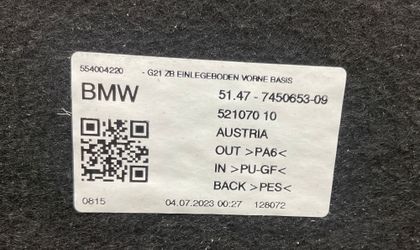 554004220 - G21 ZB EINLEGEBODEN VORNE BASIS
BMW 51.47 - 7450653-09
521070 10
AUSTRIA
OUT >PA6<
IN >PU-GF<
BACK >PES<
0815 04.07.2023 00:27 128072